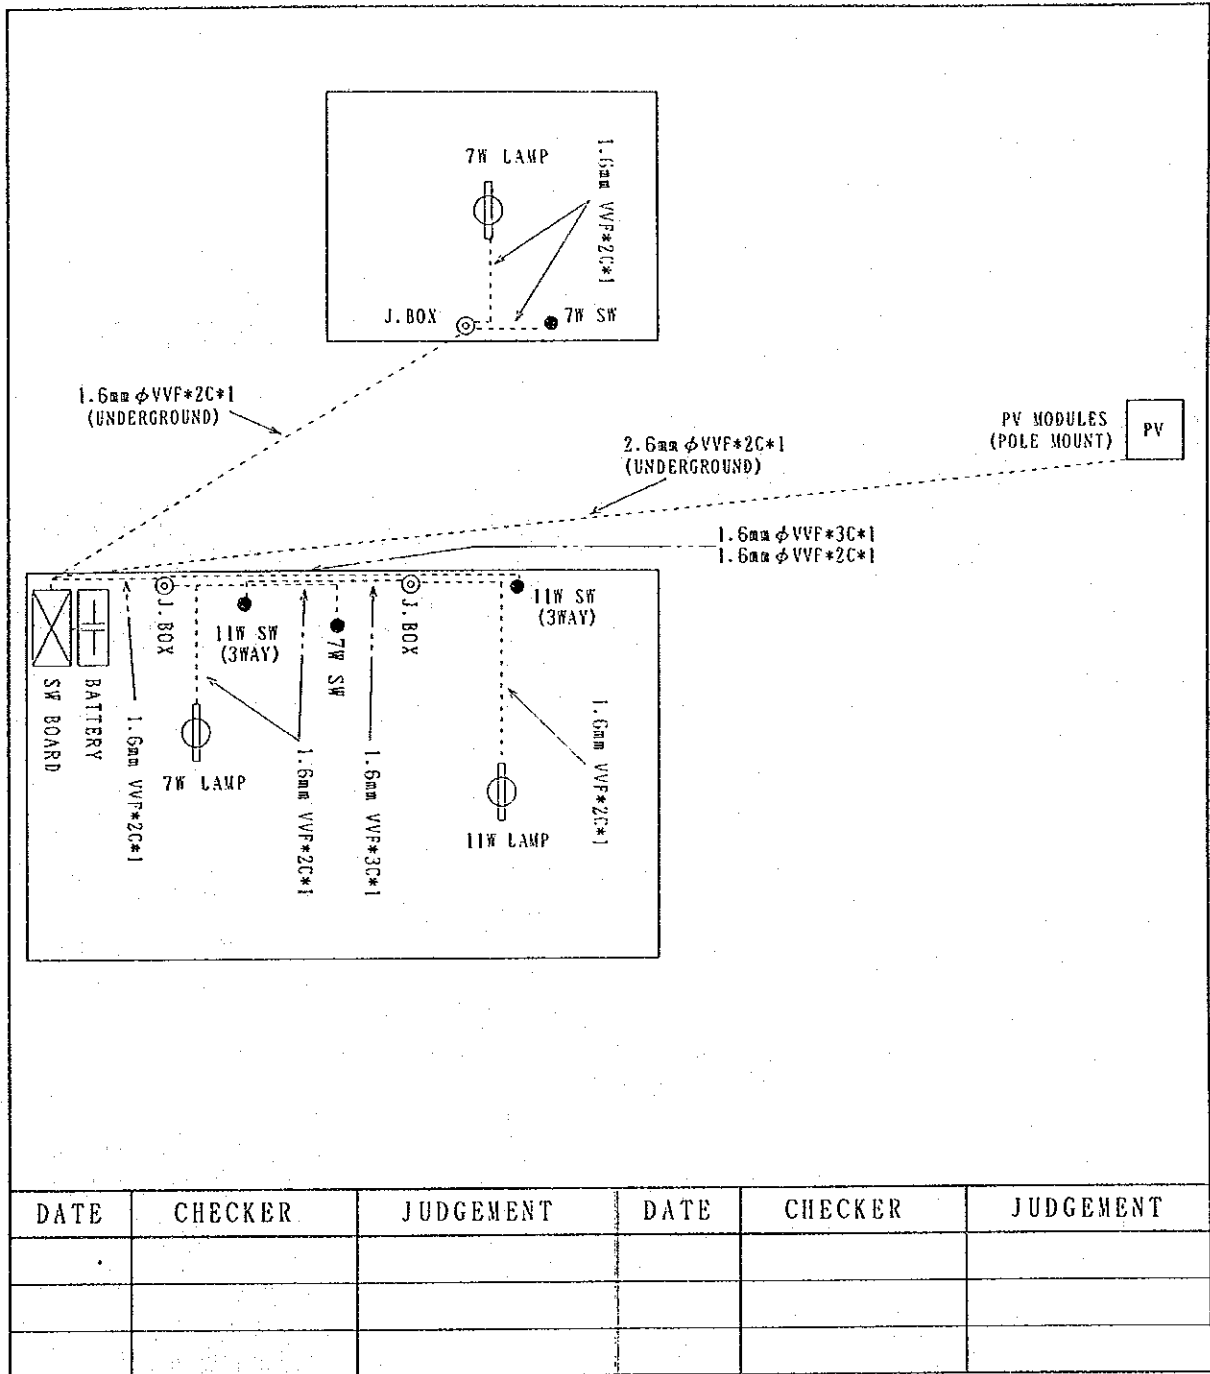 7W LAMP
1.6mm VVF*2C*1
J.BOX
7W SW
1.6mm φVVF*2C*1
(UNDERGROUND)
PV MODULES
(POLE MOUNT)
PV
2.6mm φVVF*2C*1
(UNDERGROUND)
1.6mm φVVF*3C*1
1.6mm φVVF*2C*1
SW BOARD
BATTERY
1.6mm VVF*2C*1
J.BOX
7W LAMP
11W SW
(3WAY)
7W SW
1.6mm VVF*2C*1
1.6mm VVF*3C*1
J.BOX
11W SW
(3WAY)
11W LAMP
1.6mm VVF*2C*1
DATE CHECKER JUDGEMENT DATE CHECKER JUDGEMENT